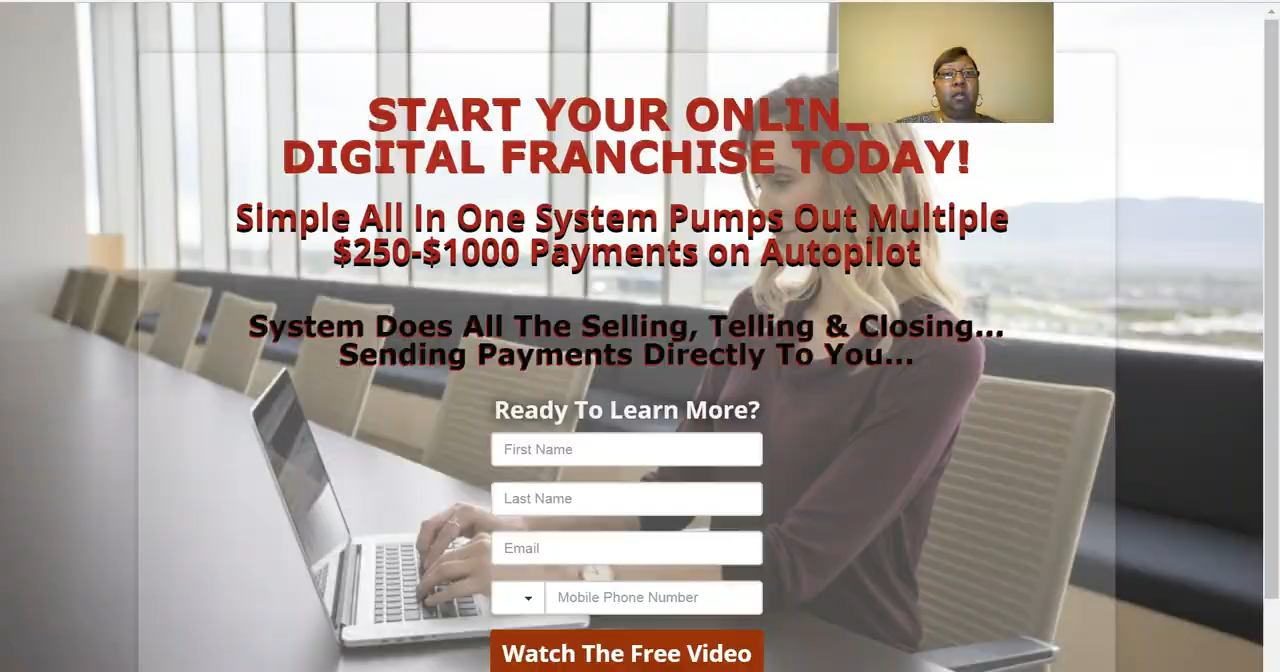 START YOUR ONLINE
DIGITAL FRANCHISE TODAY!
Simple All In One System Pumps Out Multiple
$250-$1000 Payments on Autopilot
System Does All The Selling, Telling & Closing...
Sending Payments Directly To You...
Ready To Learn More?
First Name
Last Name
Email
Mobile Phone Number
Watch The Free Video